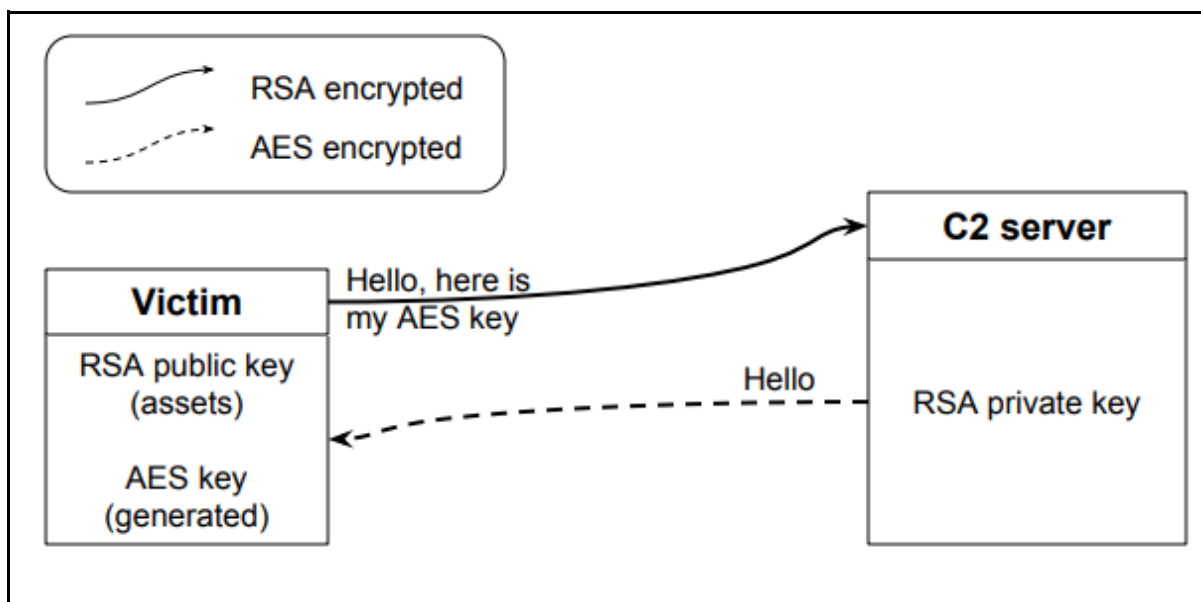 RSA encrypted
AES encrypted
C2 server
Victim
Hello, here is
my AES key
RSA public key
(assets)
Hello
RSA private key
AES key
(generated)